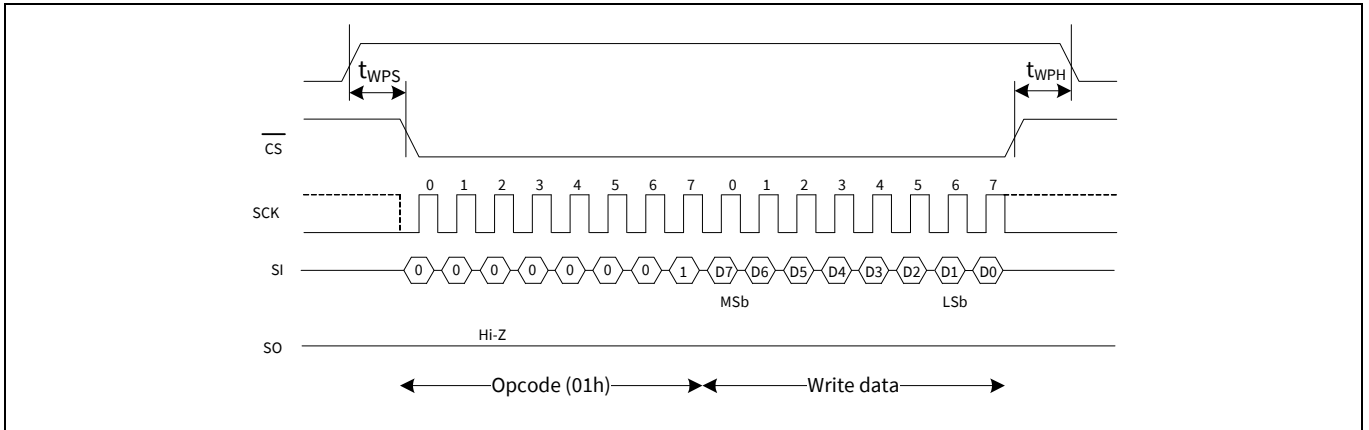 tWPS tWPH
CS
0 1 2 3 4 5 6 7 0 1 2 3 4 5 6 7
SCK
SI 0 0 0 0 0 0 0 1 D7 D6 D5 D4 D3 D2 D1 D0
MSb LSb
Hi-Z
SO
Opcode (01h) Write data